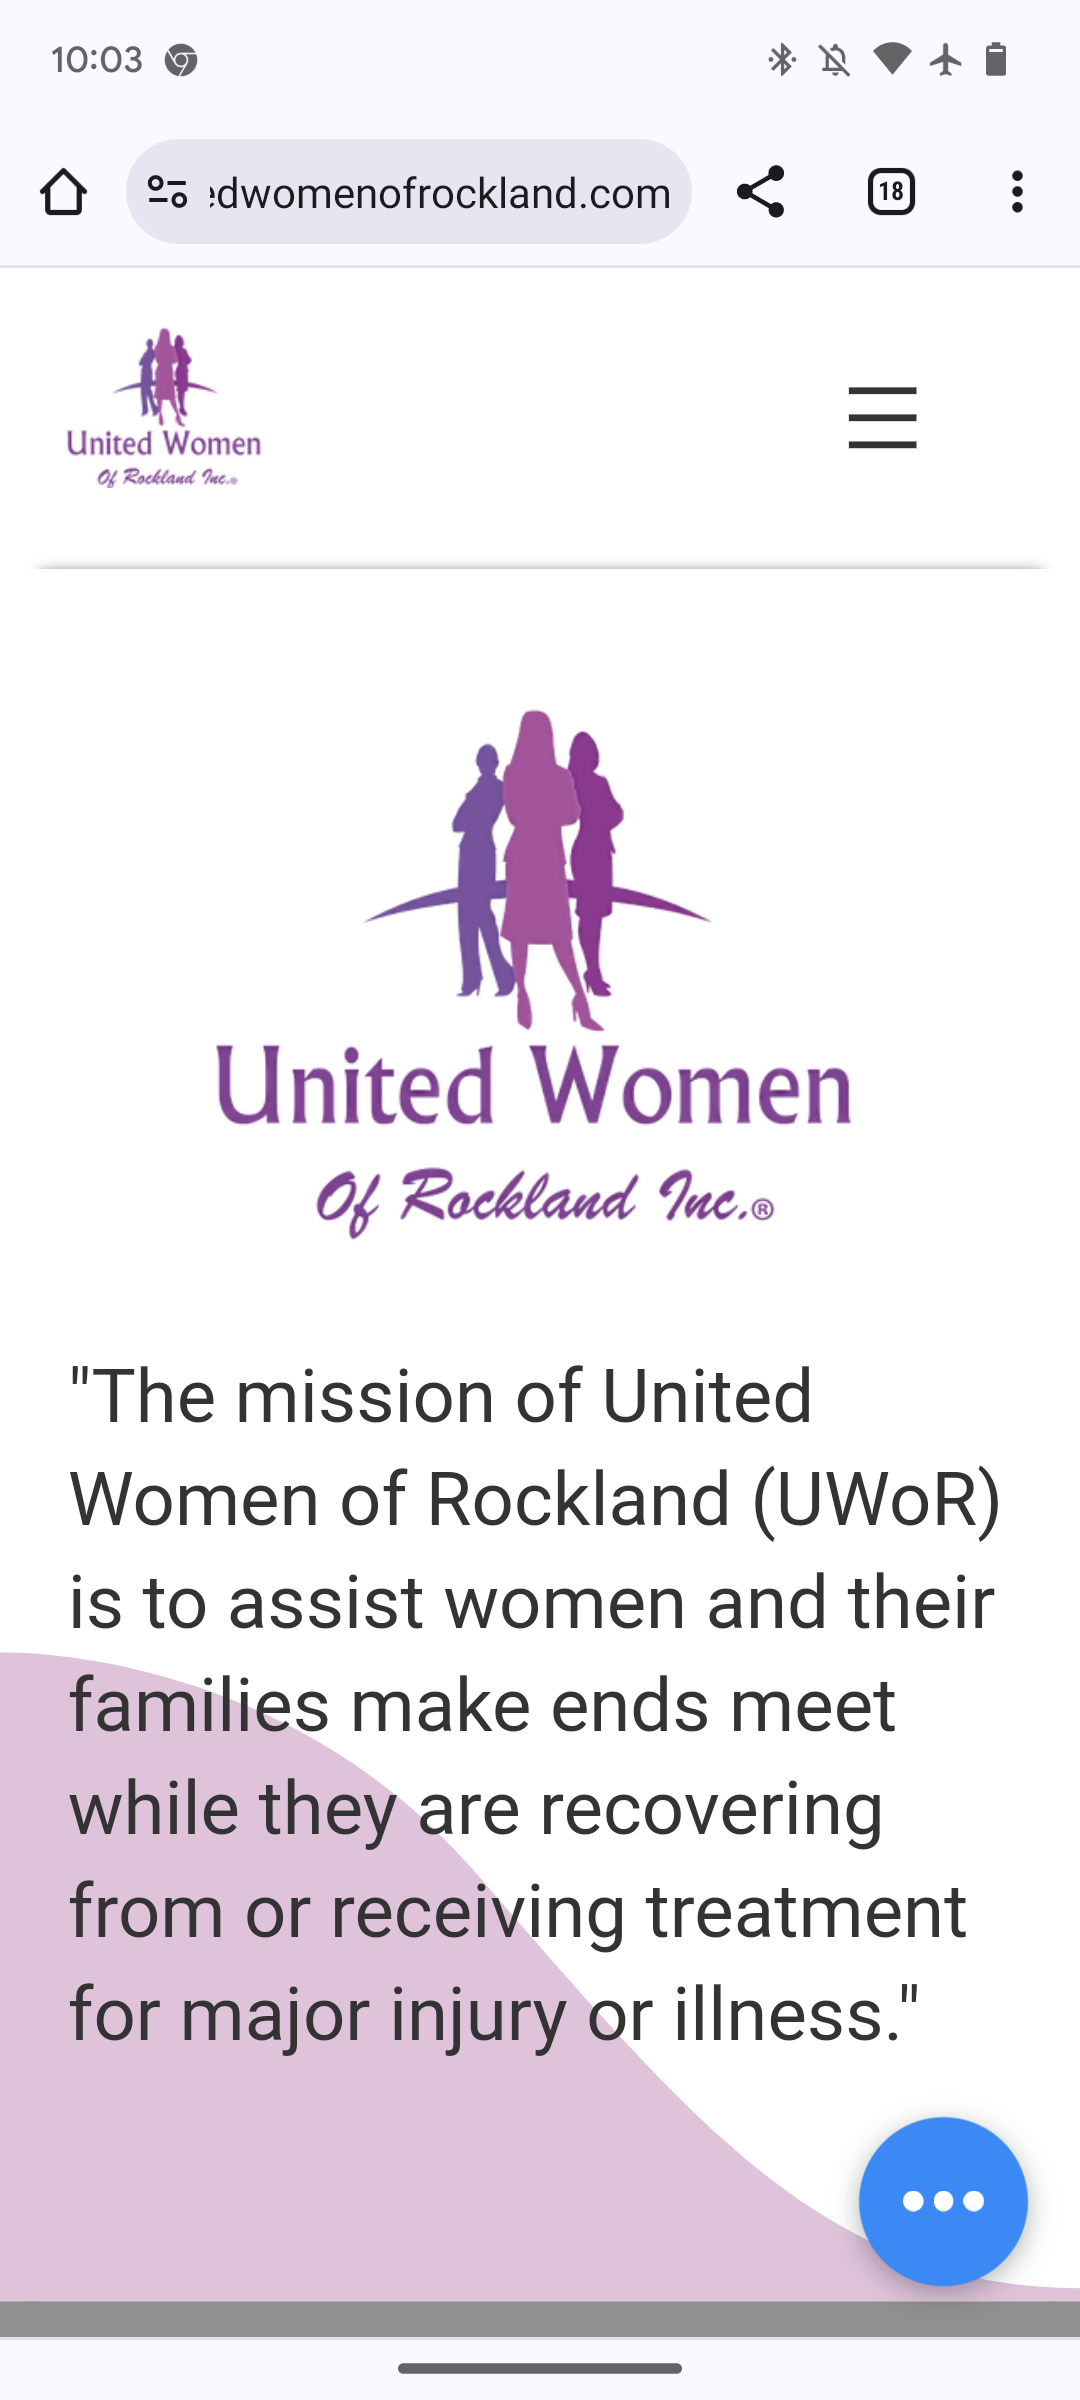 10:03
edwomenofrockland.com
18
United Women
Of Rockland Inc.®
United Women
Of Rockland Inc.®
"The mission of United
Women of Rockland (UWoR)
is to assist women and their
families make ends meet
while they are recovering
from or receiving treatment
for major injury or illness."